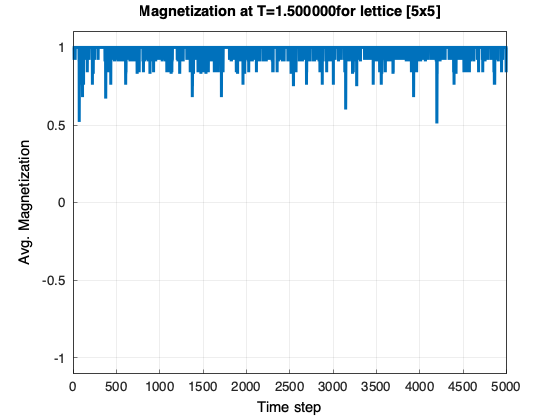 Magnetization at T=1.500000for lettice [5x5]
1
0.5
0
-0.5
-1
Avg. Magnetization
0 500 1000 1500 2000 2500 3000 3500 4000 4500 5000
Time step